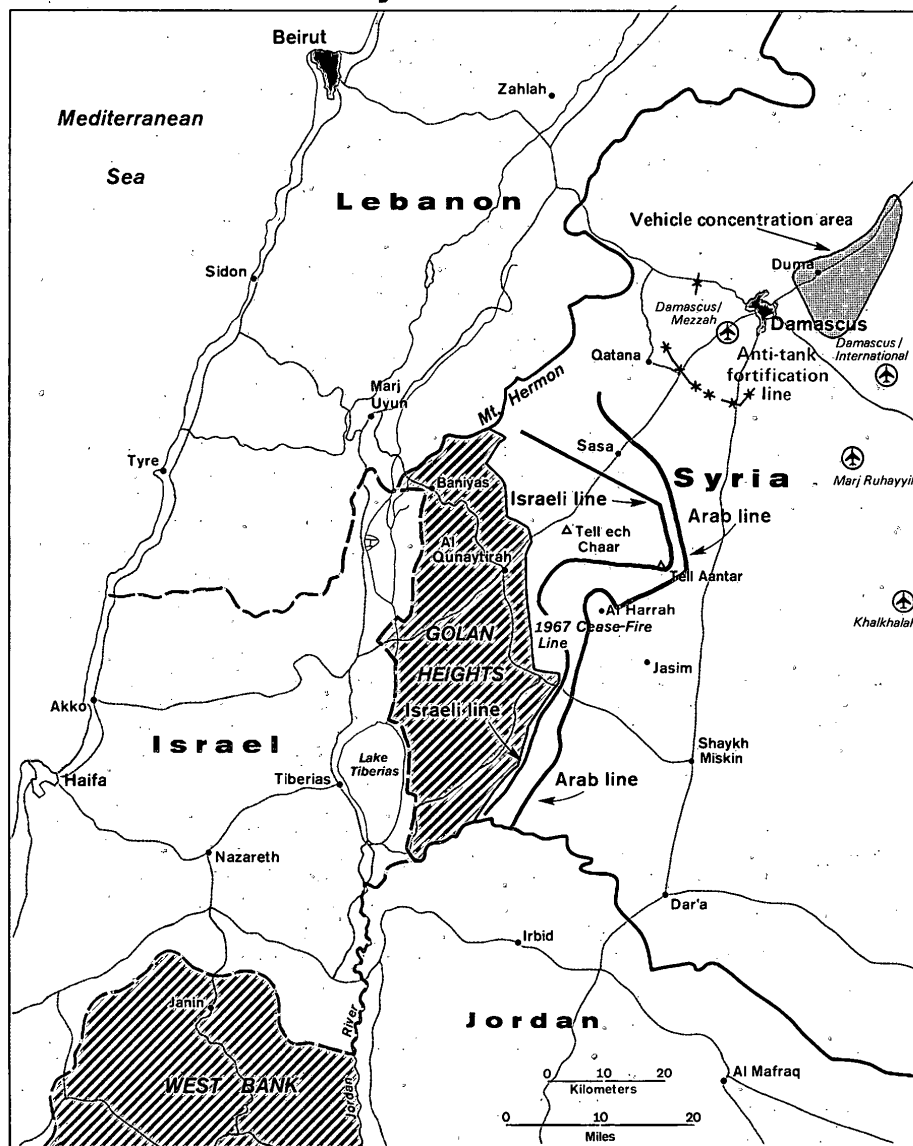 Beirut
Zahlah
Mediterranean
Sea
Lebanon
Vehicle concentration area
Duma
Sidon
Damascus/
Mezzah
Damascus
Damascus /
International
Qatana
Anti-tank
fortification
line
Marj
Uyun
Mt. Hermon
Sasa
Tyre
Syria
Baniyas
Marj Ruhayyil
Israeli line
Arab line
Tell ech
Chaar
Al
Qunaytirah
Tell Aantar
Al Harrah
Khalkhalah
1967 Cease-Fire
Line
GOLAN
HEIGHTS
Jasim
Akko
Israeli line
Israel
Shaykh
Miskin
Lake
Tiberias
Haifa
Tiberias
Arab line
Nazareth
Dar'a
Irbid
Janin
Jordan River
Jordan
WEST BANK
Al Mafraq
0 10 20
Kilometers
0 10 20
Miles